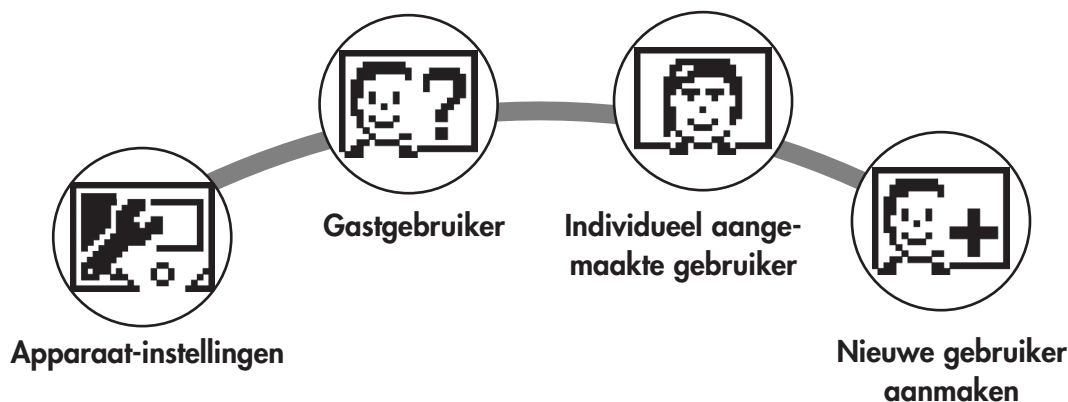 Gastgebruiker
Individueel aange-
maakte gebruiker
Apparaat-instellingen
Nieuwe gebruiker
aanmaken